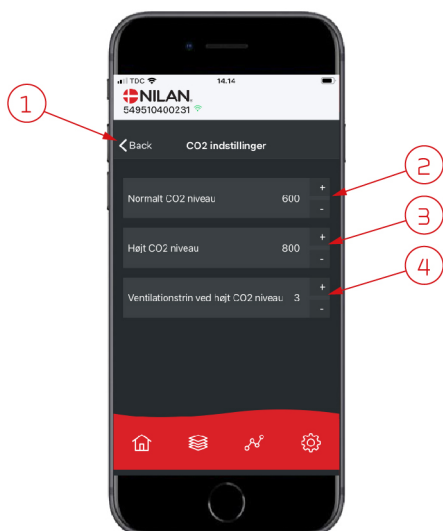 TDC 14.14
NILAN
549510400231
1
Back CO2 indstillinger
Normalt CO2 niveau 600 + -
2
Højt CO2 niveau 800 + -
3
Ventilationstrin ved højt CO2 niveau 3 + -
4